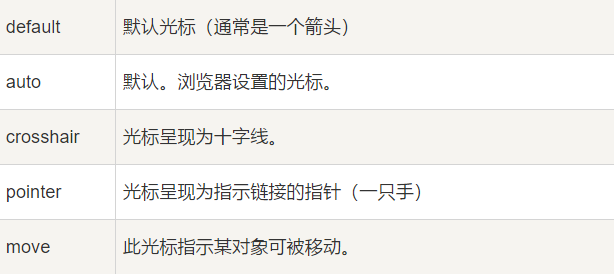 default 默认光标（通常是一个箭头）
auto 默认。浏览器设置的光标。
crosshair 光标呈现为十字线。
pointer 光标呈现为指示链接的指针（一只手）
move 此光标指示某对象可被移动。